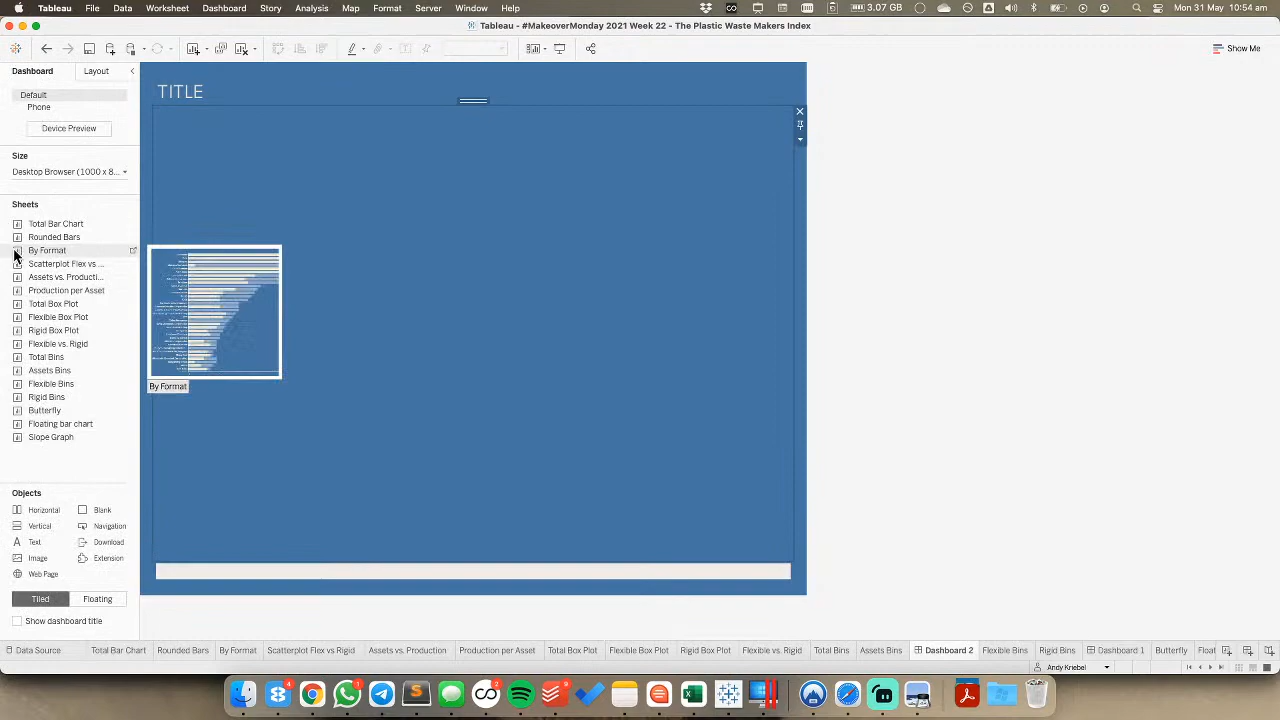 Tableau File Data Worksheet Dashboard Story Analysis Map Format Server Window Help 3.07 GB Mon 31 May 10:54 am
Tableau - #MakeoverMonday 2021 Week 22 - The Plastic Waste Makers Index
Show Me
Dashboard Layout
Default
Phone
Device Preview
Size
Desktop Browser (1000 x 8...
Sheets
Total Bar Chart
Rounded Bars
By Format
Scatterplot Flex vs ...
Assets vs. Producti...
Production per Asset
Total Box Plot
Flexible Box Plot
Rigid Box Plot
Flexible vs. Rigid
Total Bins
Assets Bins
Flexible Bins
Rigid Bins
Butterfly
Floating bar chart
Slope Graph
Objects
Horizontal Blank
Vertical Navigation
Text Download
Image Extension
Web Page
Tiled Floating
Show dashboard title
TITLE
By Format
Data Source Total Bar Chart Rounded Bars By Format Scatterplot Flex vs Rigid Assets vs. Production Production per Asset Total Box Plot Flexible Box Plot Rigid Box Plot Flexible vs. Rigid Total Bins Assets Bins Dashboard 2 Flexible Bins Rigid Bins Dashboard 1 Butterfly Float
Andy Kriebel